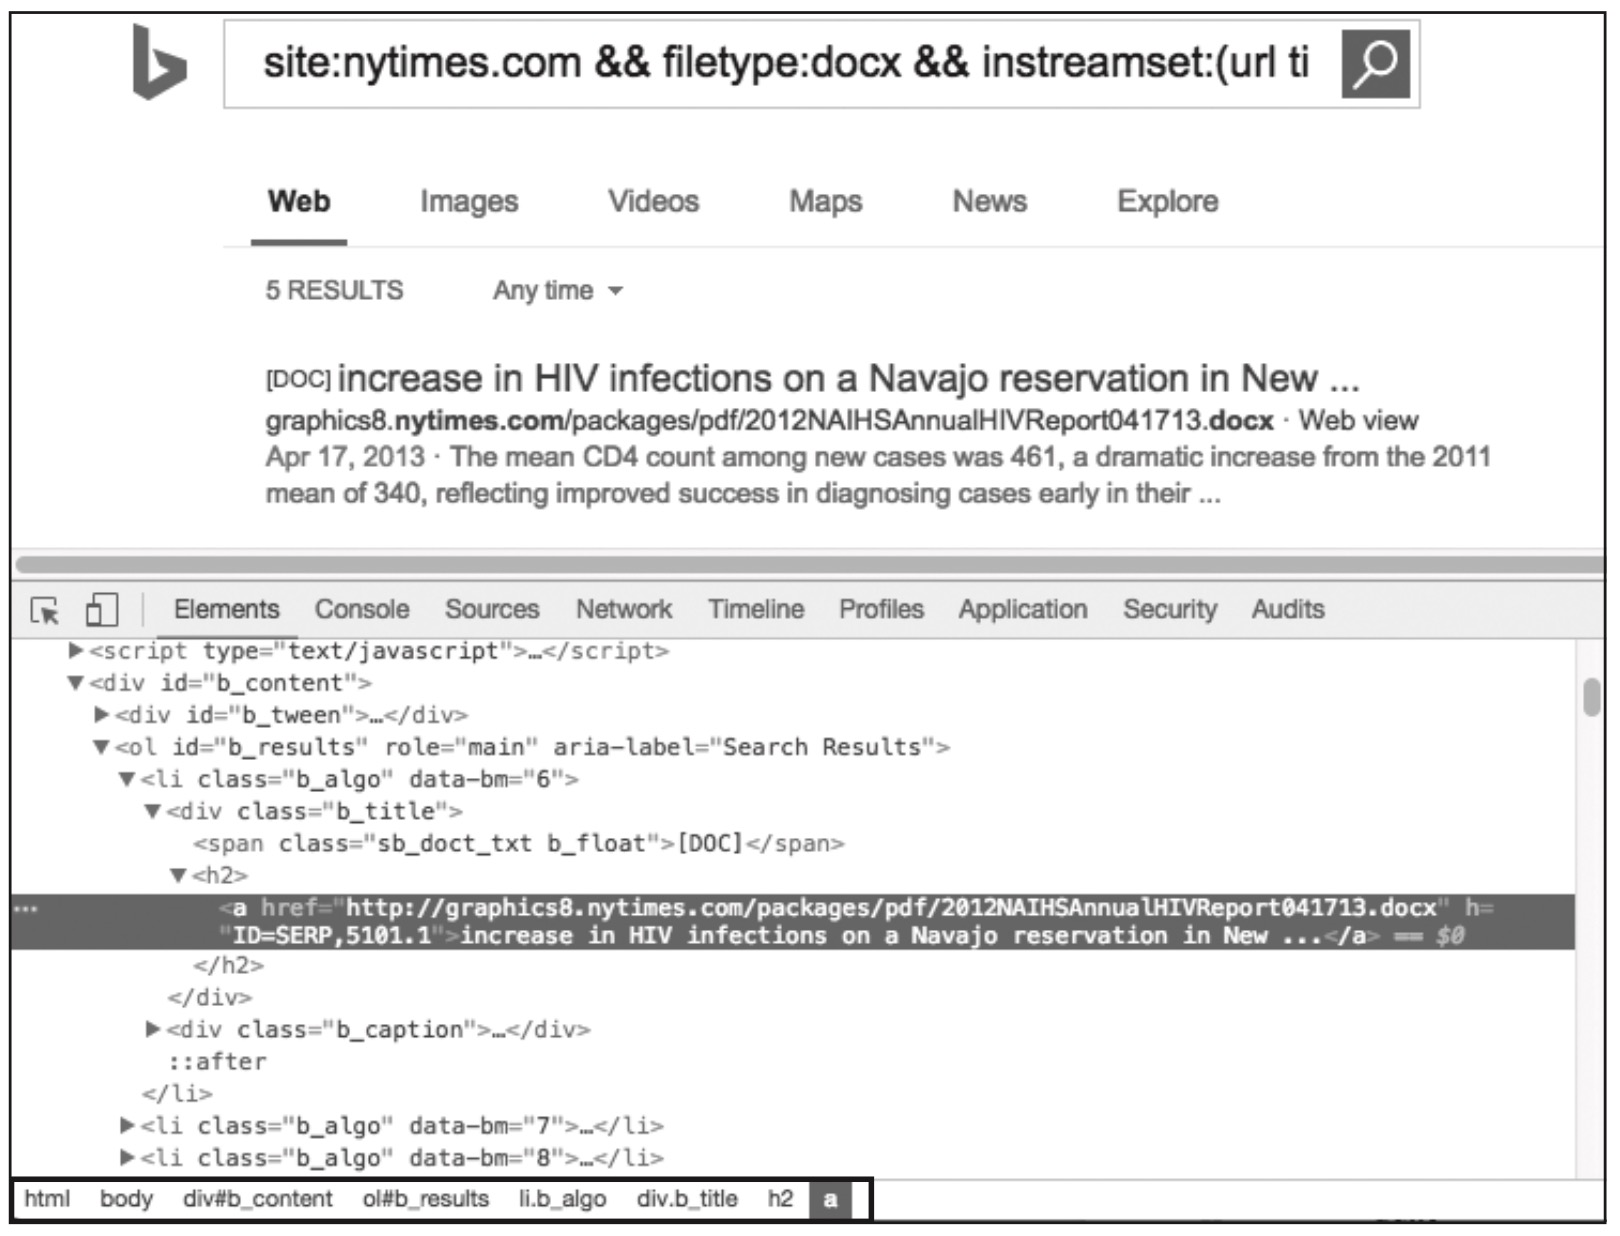 site:nytimes.com && filetype:docx && instreamset:(url ti
Web Images Videos Maps News Explore
5 RESULTS Any time
[DOC] increase in HIV infections on a Navajo reservation in New ...
graphics8.nytimes.com/packages/pdf/2012NAIHSAnnualHIVReport041713.docx · Web view
Apr 17, 2013 · The mean CD4 count among new cases was 461, a dramatic increase from the 2011
mean of 340, reflecting improved success in diagnosing cases early in their ...
Elements Console Sources Network Timeline Profiles Application Security Audits
▶<script type="text/javascript">…</script>
▼<div id="b_content">
▶<div id="b_tween">…</div>
▼<ol id="b_results" role="main" aria-label="Search Results">
▼<li class="b_algo" data-bm="6">
▼<div class="b_title">
<span class="sb_doct_txt b_float">[DOC]</span>
▼<h2>
… <a href="http://graphics8.nytimes.com/packages/pdf/2012NAIHSAnnualHIVReport041713.docx" h=
"ID=SERP,5101.1">increase in HIV infections on a Navajo reservation in New ...</a> == $0
</h2>
</div>
▶<div class="b_caption">…</div>
::after
</li>
▶<li class="b_algo" data-bm="7">…</li>
▶<li class="b_algo" data-bm="8">…</li>
html body div#b_content ol#b_results li.b_algo div.b_title h2 a